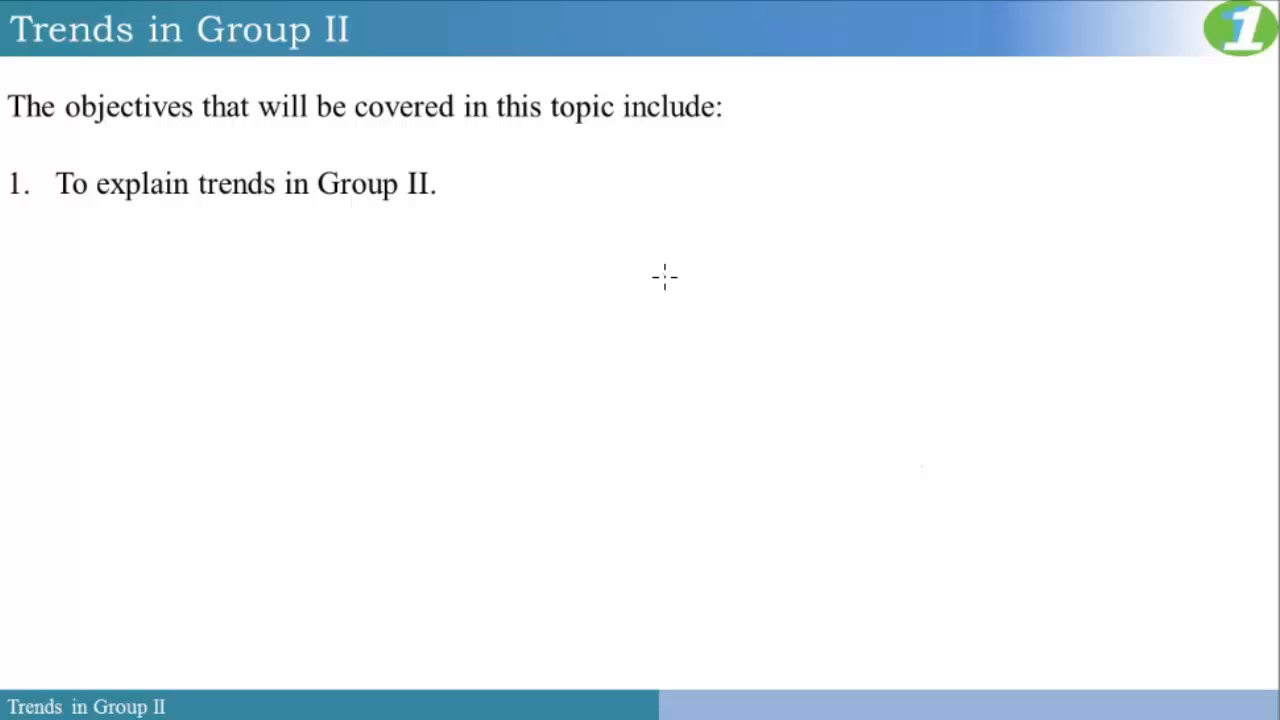 Trends in Group II
1
The objectives that will be covered in this topic include:
1. To explain trends in Group II.
Trends in Group II